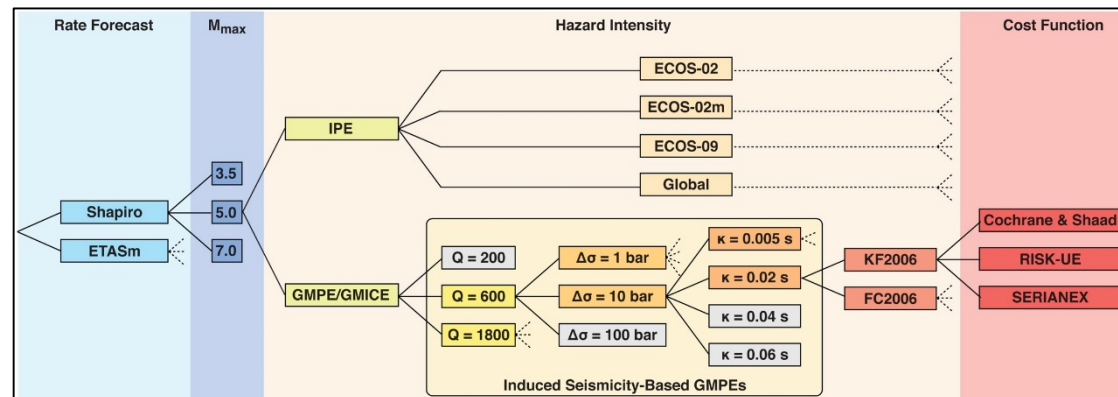 Rate Forecast
M_max
Hazard Intensity
Cost Function
ECOS-02
ECOS-02m
IPE
ECOS-09
3.5
Global
Shapiro
5.0
Cochrane & Shaad
κ = 0.005 s
ETASm
7.0
Q = 200
Δσ = 1 bar
KF2006
RISK-UE
κ = 0.02 s
GMPE/GMICE
Q = 600
Δσ = 10 bar
FC2006
SERIANEX
κ = 0.04 s
Q = 1800
Δσ = 100 bar
κ = 0.06 s
Induced Seismicity-Based GMPEs